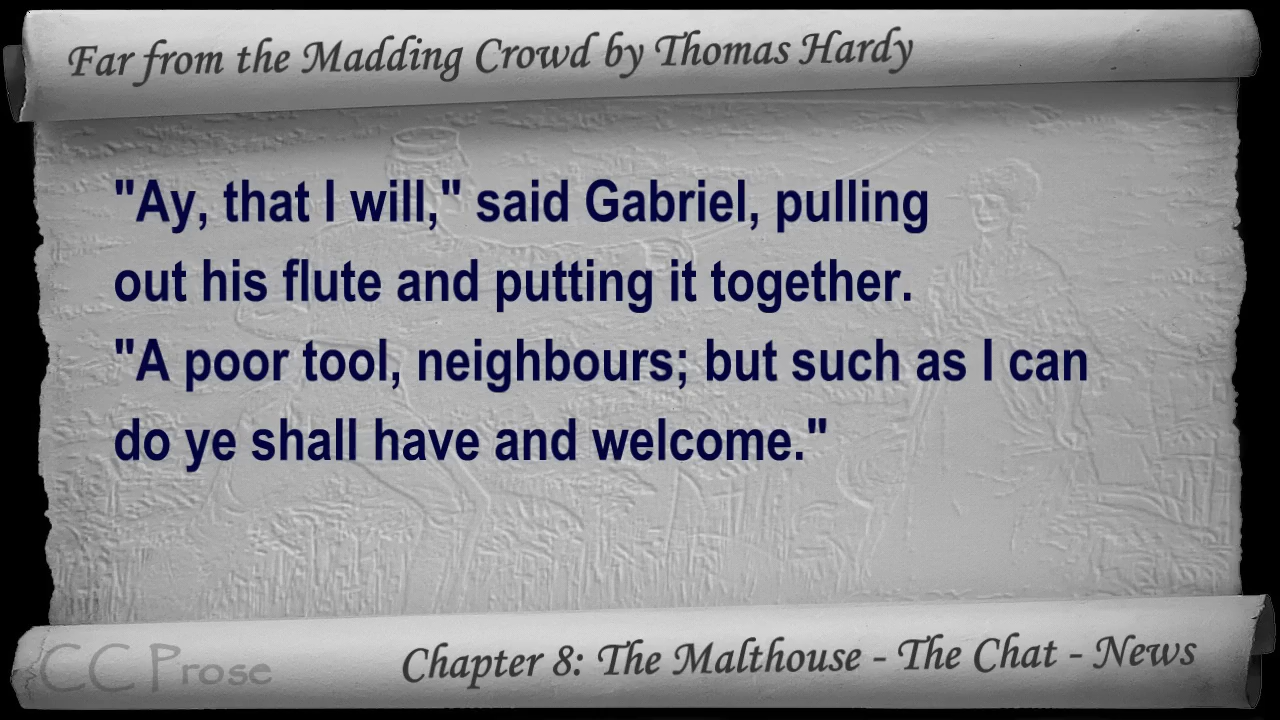 Far from the Madding Crowd by Thomas Hardy
"Ay, that I will," said Gabriel, pulling
out his flute and putting it together.
"A poor tool, neighbours; but such as I can
do ye shall have and welcome."
CC Prose
Chapter 8: The Malthouse - The Chat - News